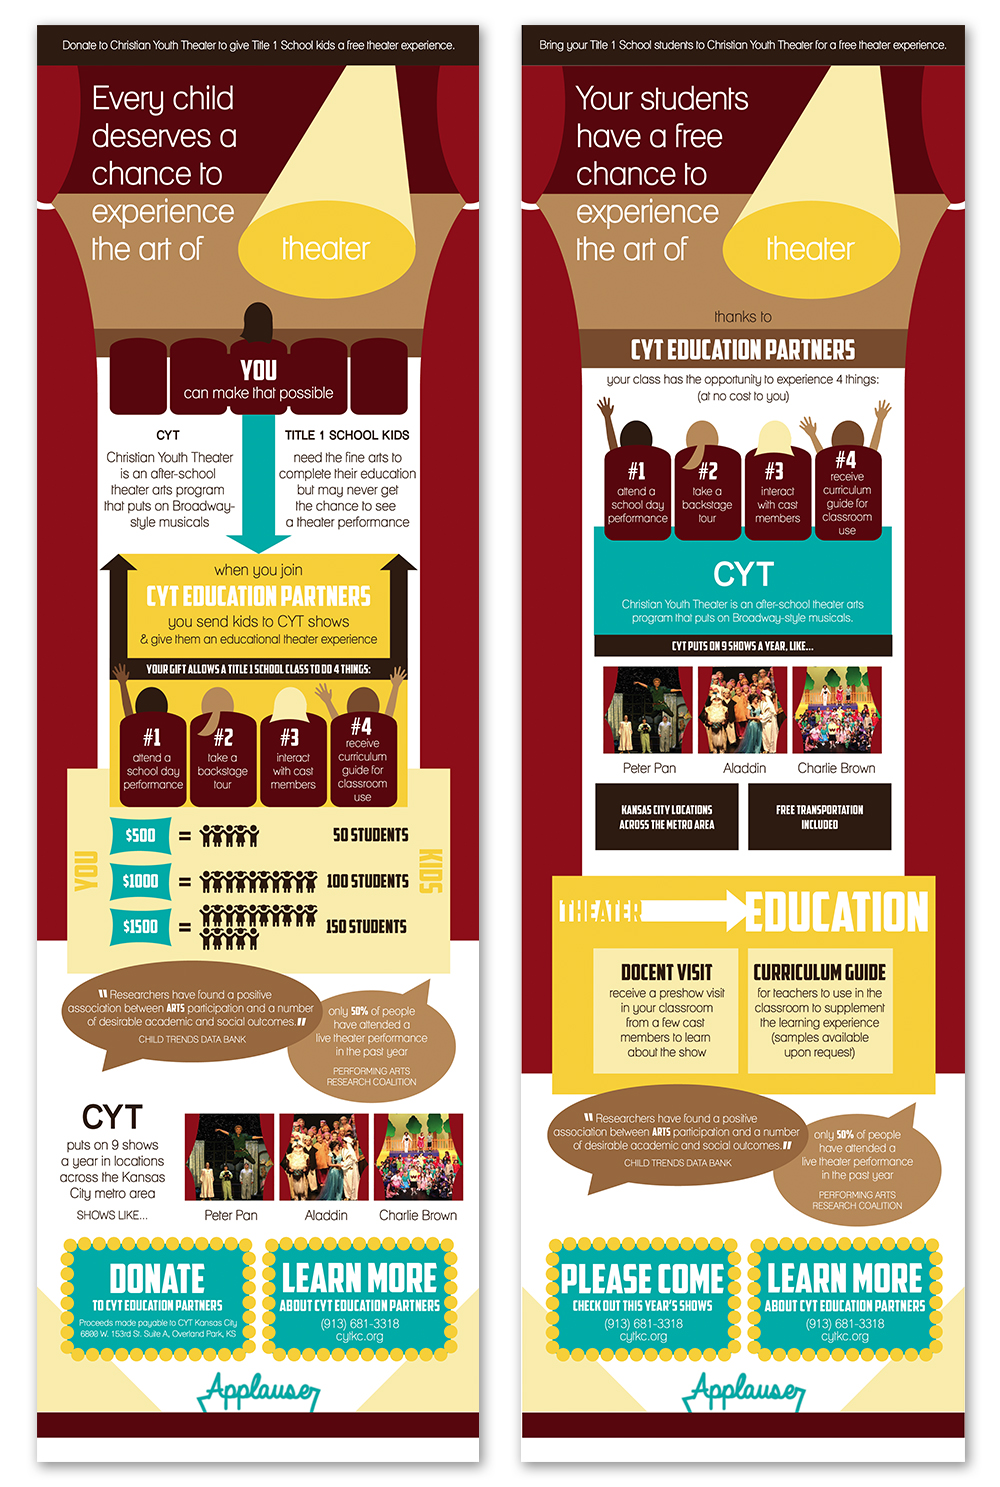 Donate to Christian Youth Theater to give Title 1 School kids a free theater experience.
Every child
deserves a
chance to
experience
the art of
theater
YOU
can make that possible
CYT
Christian Youth Theater
is an after-school
theater arts program
that puts on Broadway-
style musicals
TITLE 1 SCHOOL KIDS
need the fine arts to
complete their education
but may never get
the chance to see
a theater performance
when you join
CYT EDUCATION PARTNERS
you send kids to CYT shows
& give them an educational theater experience
YOUR GIFT ALLOWS A TITLE 1 SCHOOL CLASS TO DO 4 THINGS:
#1
attend a
school day
performance
#2
take a
backstage
tour
#3
interact
with cast
members
#4
receive
curriculum
guide for
classroom
use
YOU
KIDS
$500 = 50 STUDENTS
$1000 = 100 STUDENTS
$1500 = 150 STUDENTS
"Researchers have found a positive
association between ARTS participation and a number
of desirable academic and social outcomes."
CHILD TRENDS DATA BANK
only 50% of people
have attended a
live theater performance
in the past year
PERFORMING ARTS
RESEARCH COALITION
CYT
puts on 9 shows
a year in locations
across the Kansas
City metro area
SHOWS LIKE...
Peter Pan
Aladdin
Charlie Brown
DONATE
TO CYT EDUCATION PARTNERS
Proceeds made payable to CYT Kansas City
6800 W. 153rd St. Suite A, Overland Park, KS
LEARN MORE
ABOUT CYT EDUCATION PARTNERS
(913) 681-3318
cytkc.org
Applause
Bring your Title 1 School students to Christian Youth Theater for a free theater experience.
Your students
have a free
chance to
experience
the art of
theater
thanks to
CYT EDUCATION PARTNERS
your class has the opportunity to experience 4 things:
(at no cost to you)
#1
attend a
school day
performance
#2
take a
backstage
tour
#3
interact
with cast
members
#4
receive
curriculum
guide for
classroom
use
CYT
Christian Youth Theater is an after-school theater arts
program that puts on Broadway-style musicals.
CYT PUTS ON 9 SHOWS A YEAR, LIKE...
Peter Pan
Aladdin
Charlie Brown
KANSAS CITY LOCATIONS
ACROSS THE METRO AREA
FREE TRANSPORTATION
INCLUDED
THEATER EDUCATION
DOCENT VISIT
receive a preshow visit
in your classroom
from a few cast
members to learn
about the show
CURRICULUM GUIDE
for teachers to use in the
classroom to supplement
the learning experience
(samples available
upon request)
"Researchers have found a positive
association between ARTS participation and a number
of desirable academic and social outcomes."
CHILD TRENDS DATA BANK
only 50% of people
have attended a
live theater performance
in the past year
PERFORMING ARTS
RESEARCH COALITION
PLEASE COME
CHECK OUT THIS YEAR'S SHOWS
(913) 681-3318
cytkc.org
LEARN MORE
ABOUT CYT EDUCATION PARTNERS
(913) 681-3318
cytkc.org
Applause